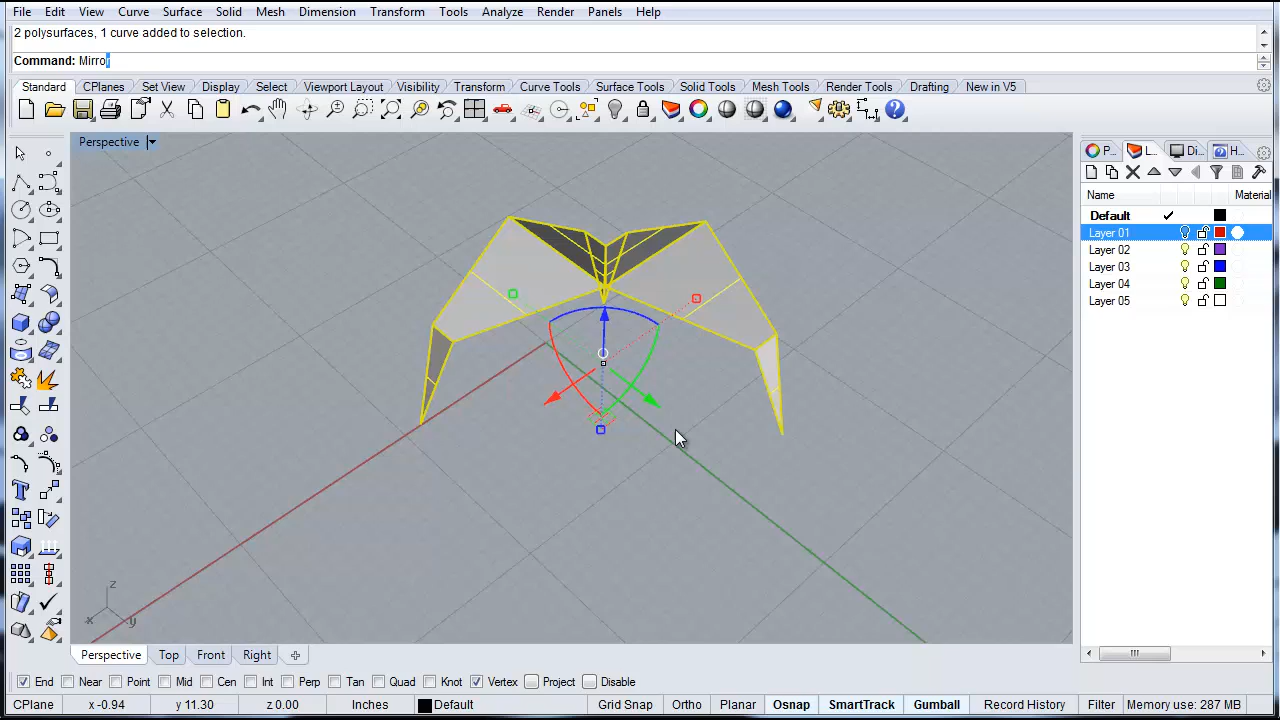 File Edit View Curve Surface Solid Mesh Dimension Transform Tools Analyze Render Panels Help
2 polysurfaces, 1 curve added to selection.
Command: Mirror
Standard CPlanes Set View Display Select Viewport Layout Visibility Transform Curve Tools Surface Tools Solid Tools Mesh Tools Render Tools Drafting New in V5
Perspective
P... L... Di... H...
Name Material
Default
Layer 01
Layer 02
Layer 03
Layer 04
Layer 05
z
x y
Perspective Top Front Right
End Near Point Mid Cen Int Perp Tan Quad Knot Vertex Project Disable
CPlane x -0.94 y 11.30 z 0.00 Inches Default Grid Snap Ortho Planar Osnap SmartTrack Gumball Record History Filter Memory use: 287 MB